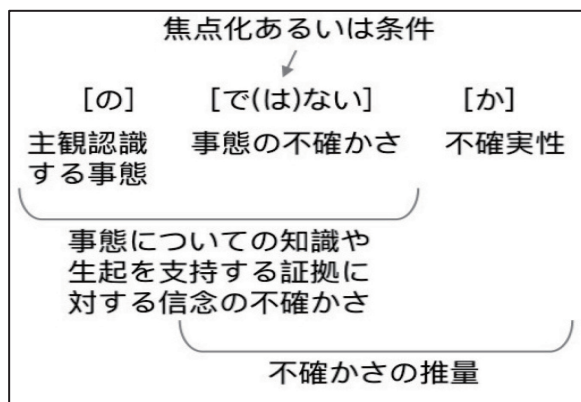 焦点化あるいは条件
[の] [で(は)ない] [か]
主観認識 事態の不確かさ 不確実性
する事態
事態についての知識や
生起を支持する証拠に
対する信念の不確かさ
不確かさの推量